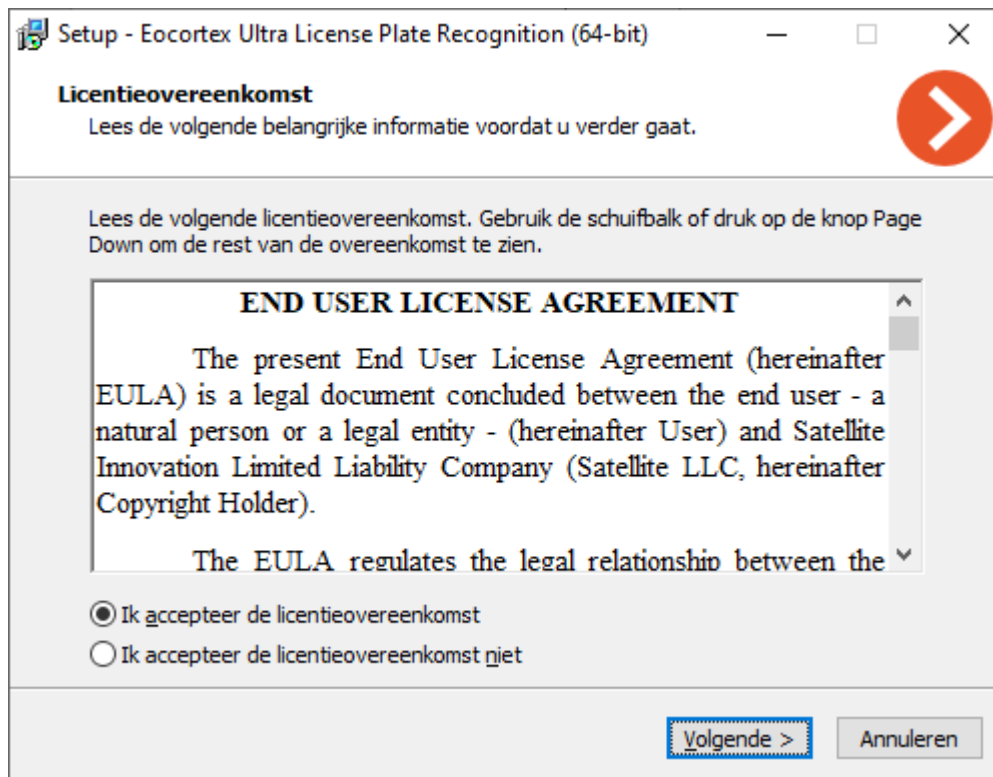 Setup - Eocortex Ultra License Plate Recognition (64-bit)
Licentieovereenkomst
Lees de volgende belangrijke informatie voordat u verder gaat.
Lees de volgende licentieovereenkomst. Gebruik de schuifbalk of druk op de knop Page
Down om de rest van de overeenkomst te zien.
END USER LICENSE AGREEMENT
The present End User License Agreement (hereinafter
EULA) is a legal document concluded between the end user - a
natural person or a legal entity - (hereinafter User) and Satellite
Innovation Limited Liability Company (Satellite LLC, hereinafter
Copyright Holder).
The EULA regulates the legal relationship between the
Ik accepteer de licentieovereenkomst
Ik accepteer de licentieovereenkomst niet
Volgende >
Annuleren